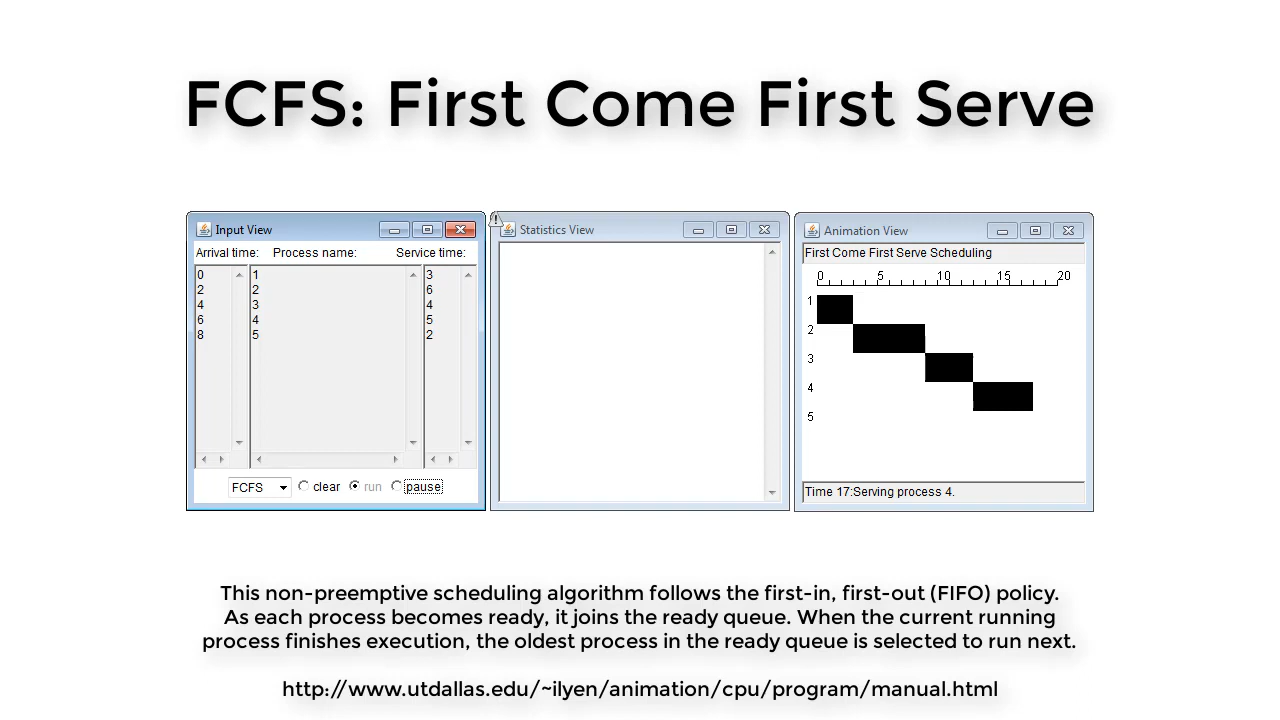 FCFS: First Come First Serve
Input View
Arrival time: Process name: Service time:
0 1 3
2 2 6
4 3 4
6 4 5
8 5 2
FCFS clear run pause
Statistics View
Animation View
First Come First Serve Scheduling
0 5 10 15 20
1
2
3
4
5
Time 17:Serving process 4.
This non-preemptive scheduling algorithm follows the first-in, first-out (FIFO) policy.
As each process becomes ready, it joins the ready queue. When the current running
process finishes execution, the oldest process in the ready queue is selected to run next.
http://www.utdallas.edu/~ilyen/animation/cpu/program/manual.html